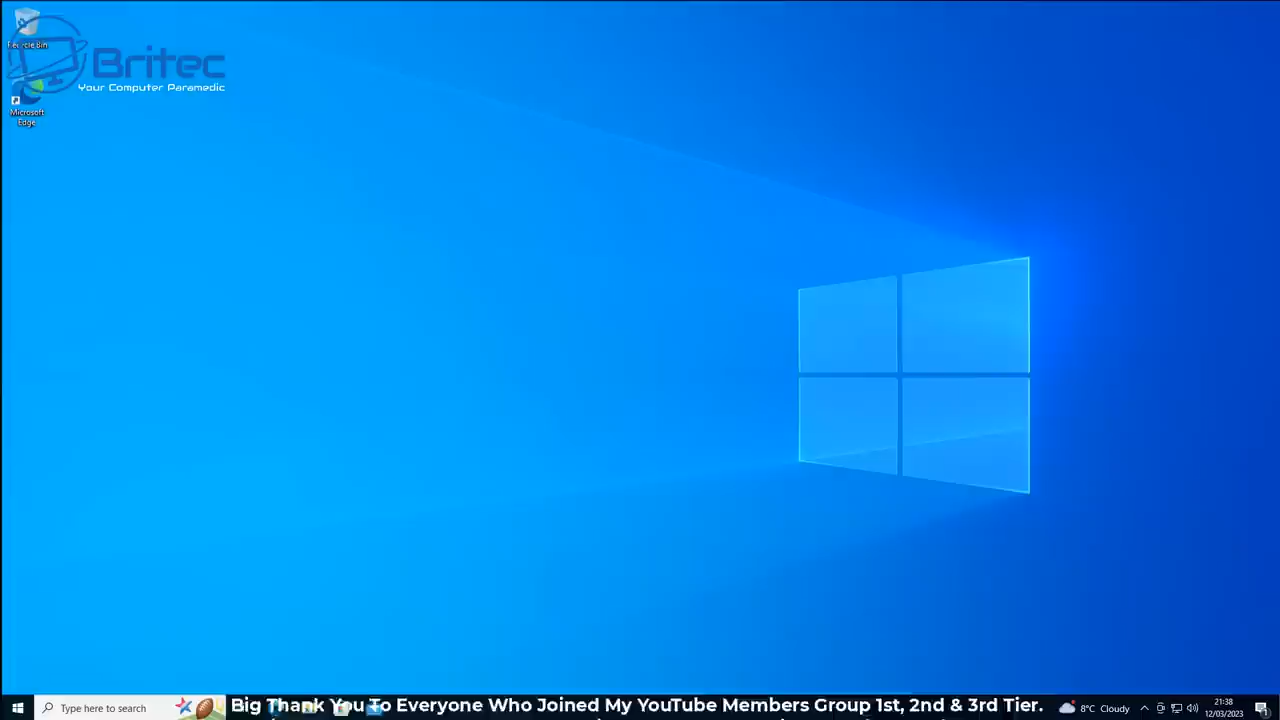 Recycle Bin
Britec
Your Computer Paramedic
Microsoft
Edge
Type here to search
Big Thank You To Everyone Who Joined My YouTube Members Group 1st, 2nd & 3rd Tier.
8°C Cloudy
21:38
12/03/2023